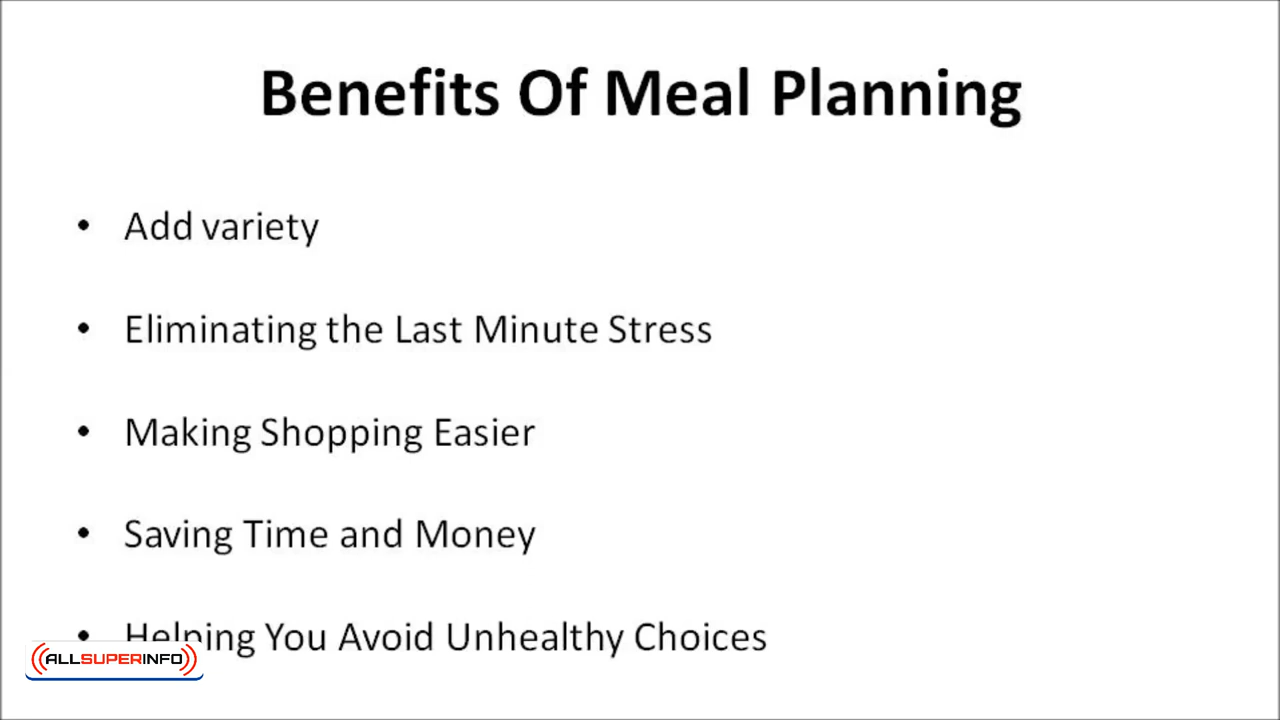 Benefits Of Meal Planning
• Add variety
• Eliminating the Last Minute Stress
• Making Shopping Easier
• Saving Time and Money
• Helping You Avoid Unhealthy Choices
ALLSUPERINFO